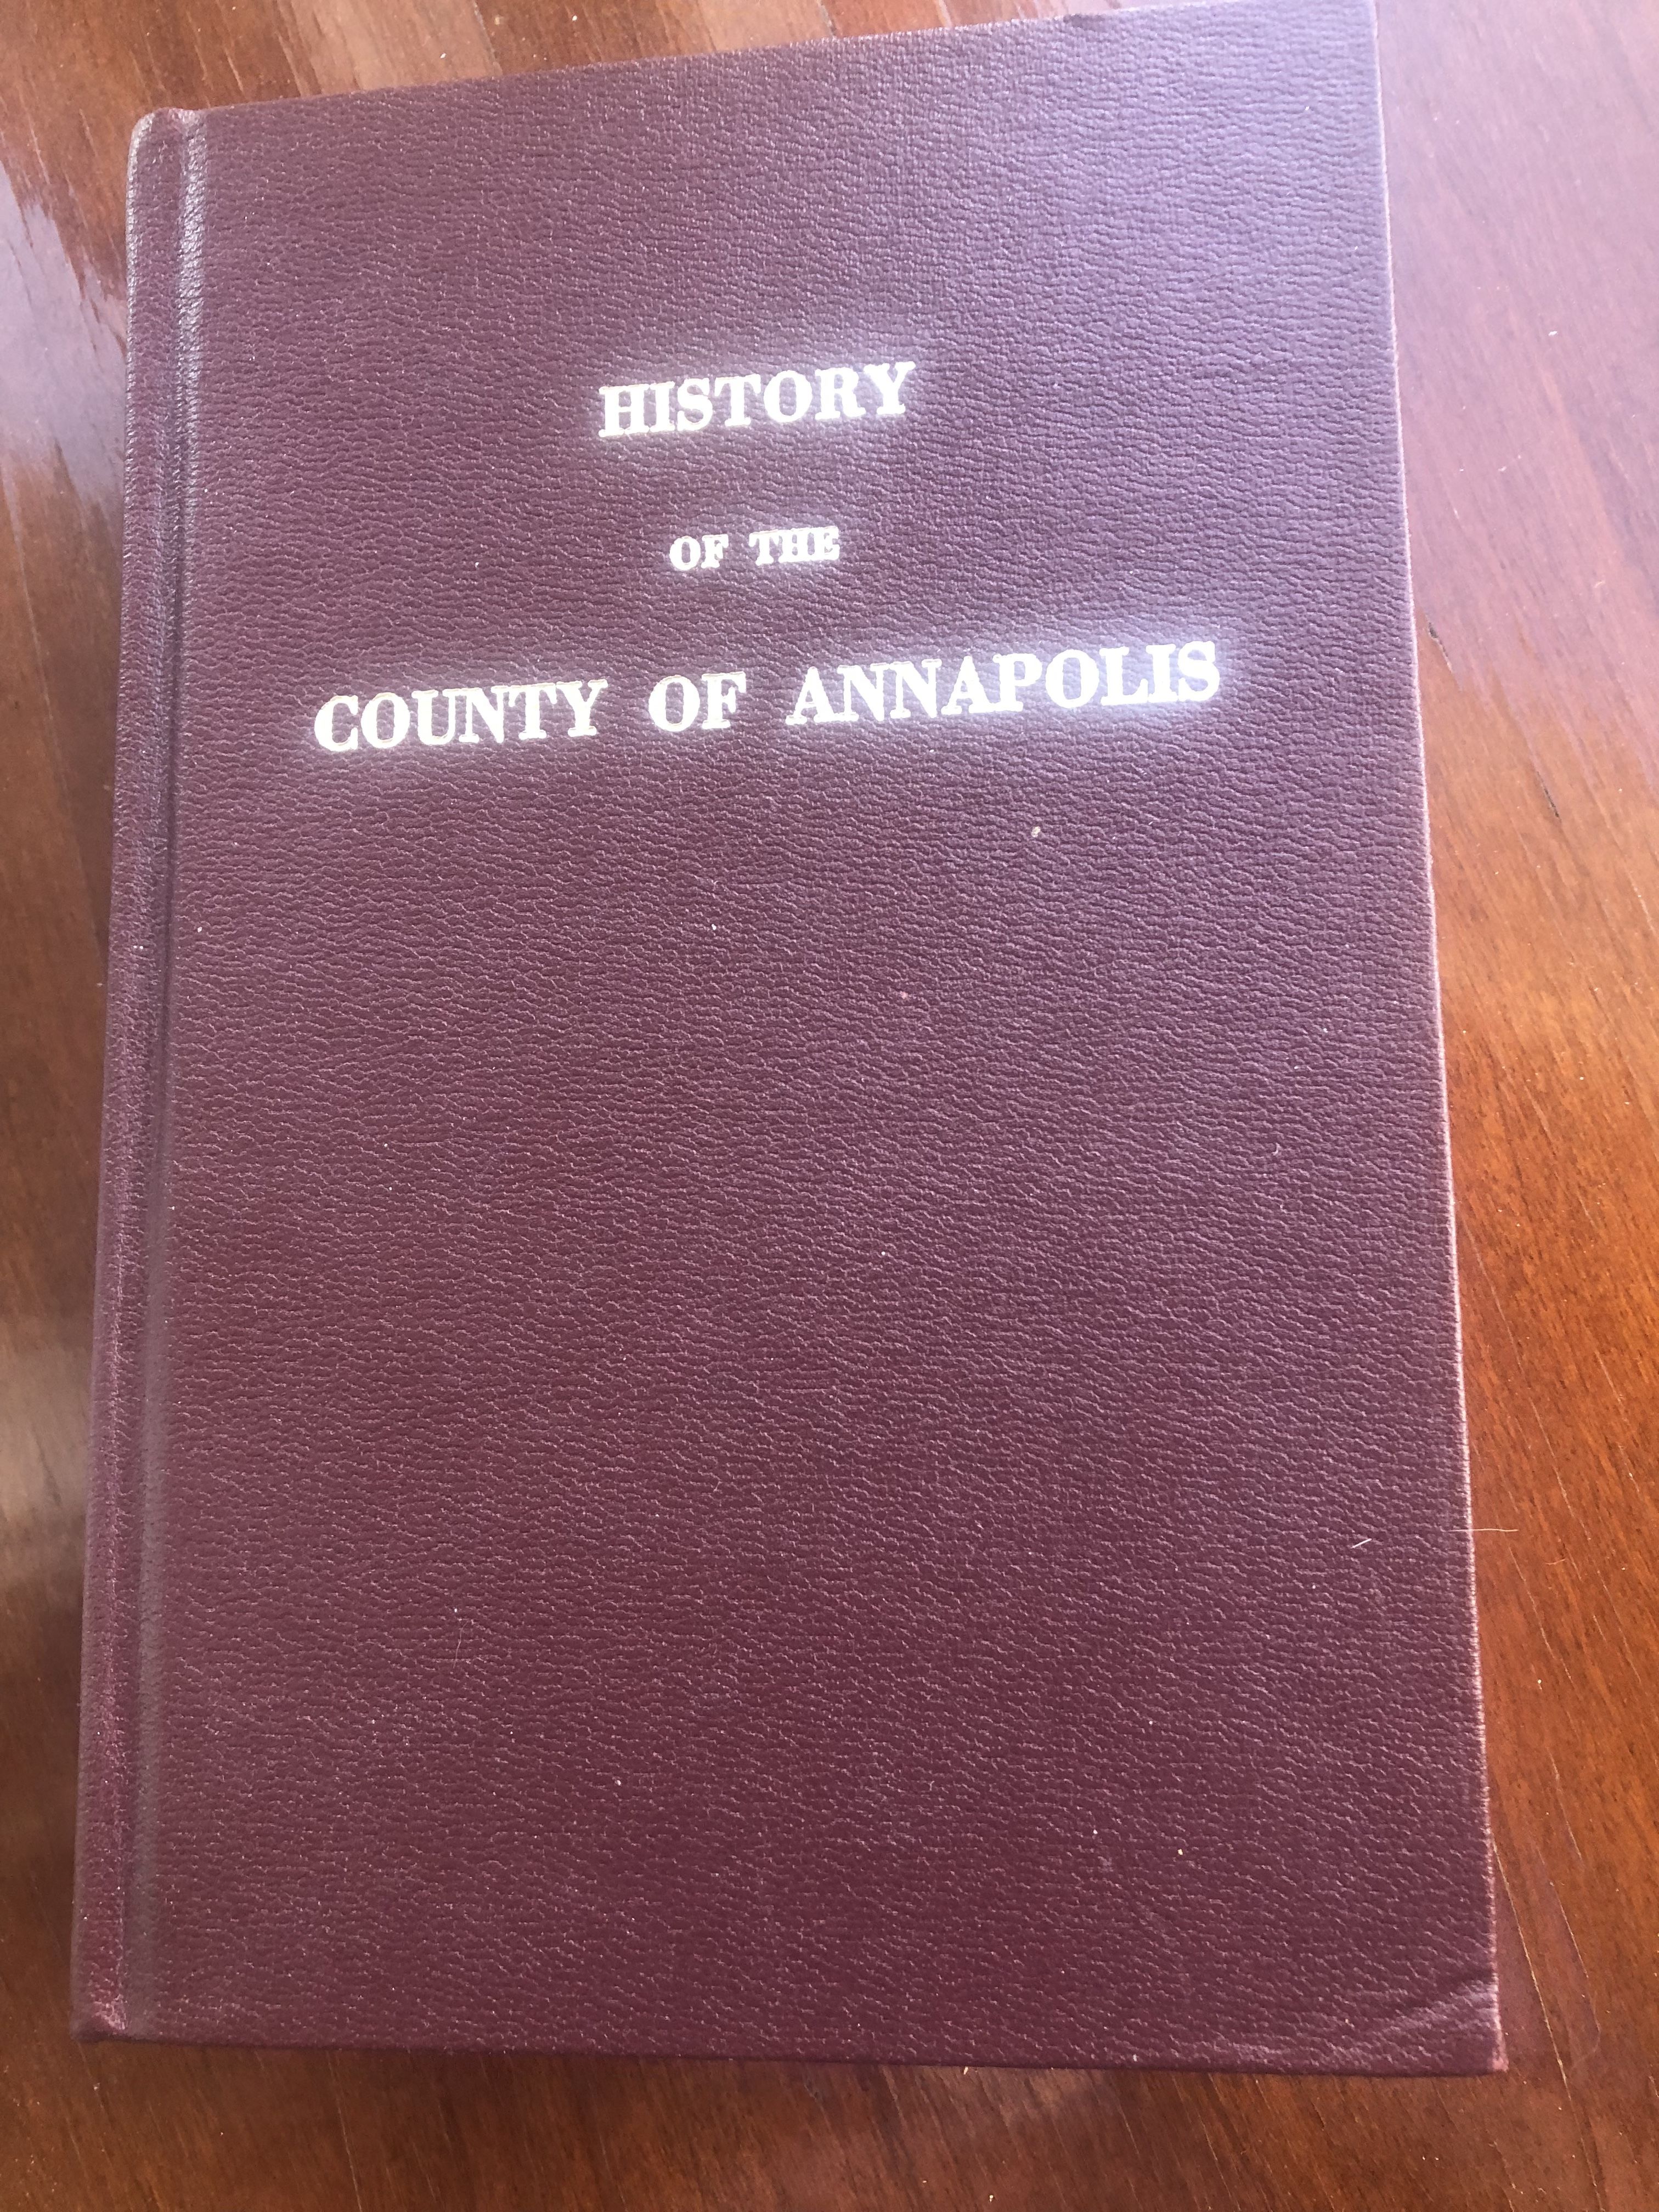 HISTORY
OF THE
COUNTY OF ANNAPOLIS